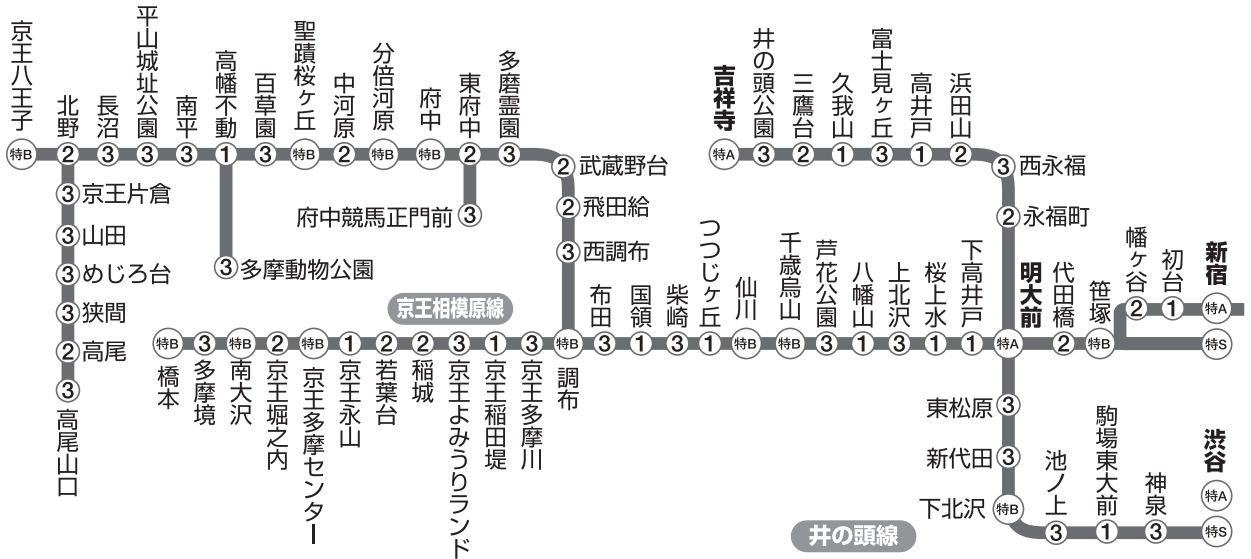 京王八王子
特B
北野
2
長沼
3
平山城址公園
3
南平
3
高幡不動
1
百草園
3
聖蹟桜ヶ丘
特B
中河原
2
分倍河原
特B
府中
特B
東府中
2
多磨霊園
3
2 武蔵野台
2 飛田給
3 西調布
府中競馬正門前 3
3 多摩動物公園
3 京王片倉
3 山田
3 めじろ台
3 狭間
2 高尾
3
高尾山口
京王相模原線
特B
橋本
3
多摩境
特B
南大沢
2
京王堀之内
特B
京王多摩センター
1
京王永山
2
若葉台
2
稲城
3
京王よみうりランド
1
京王稲田堤
3
京王多摩川
特B
調布
布田
3
国領
1
柴崎
3
つつじヶ丘
1
仙川
特B
千歳烏山
特B
芦花公園
3
八幡山
1
上北沢
3
桜上水
1
下高井戸
1
明大前
特A
代田橋
2
笹塚
特B
幡ヶ谷
2
初台
1
新宿
特A
特S
吉祥寺
特A
井の頭公園
3
三鷹台
2
久我山
1
富士見ヶ丘
3
高井戸
1
浜田山
2
3 西永福
2 永福町
東松原 3
新代田 3
下北沢 特B
池ノ上
3
駒場東大前
1
神泉
3
渋谷
特A
特S
井の頭線